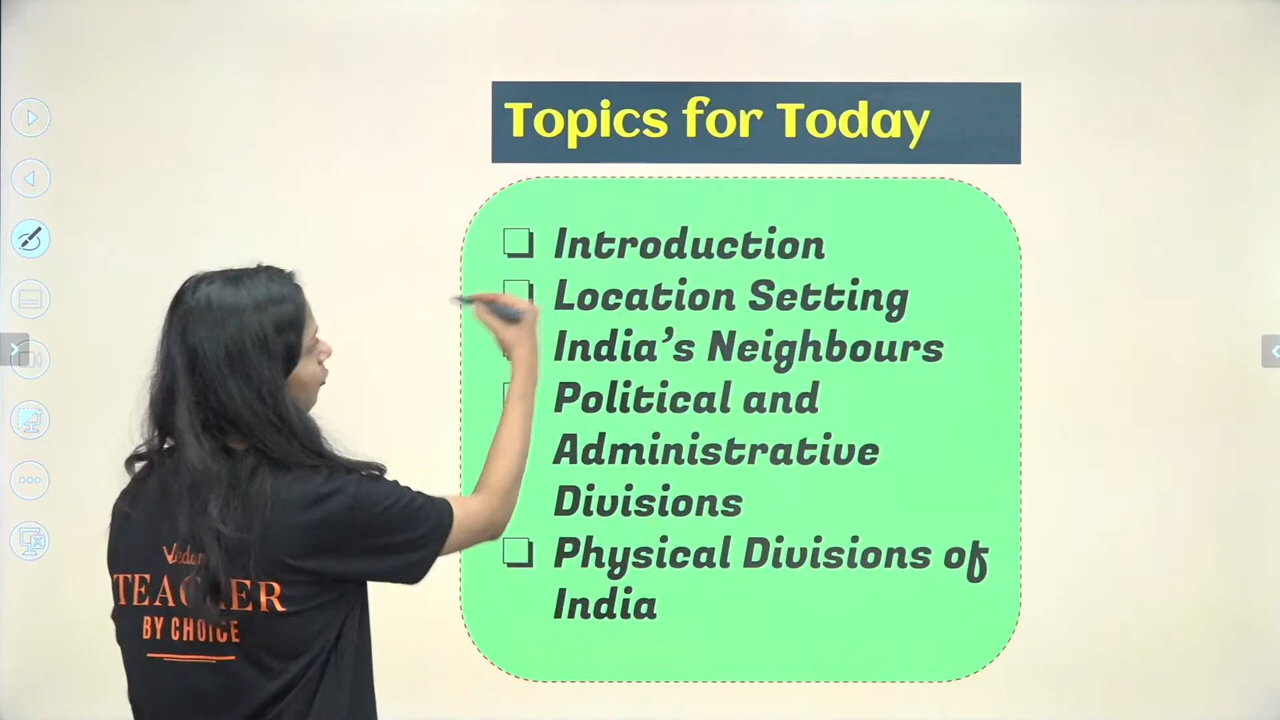 Topics for Today
Introduction
Location Setting
India's Neighbours
Political and
Administrative
Divisions
Physical Divisions of
India
TEACHER
BY CHOICE